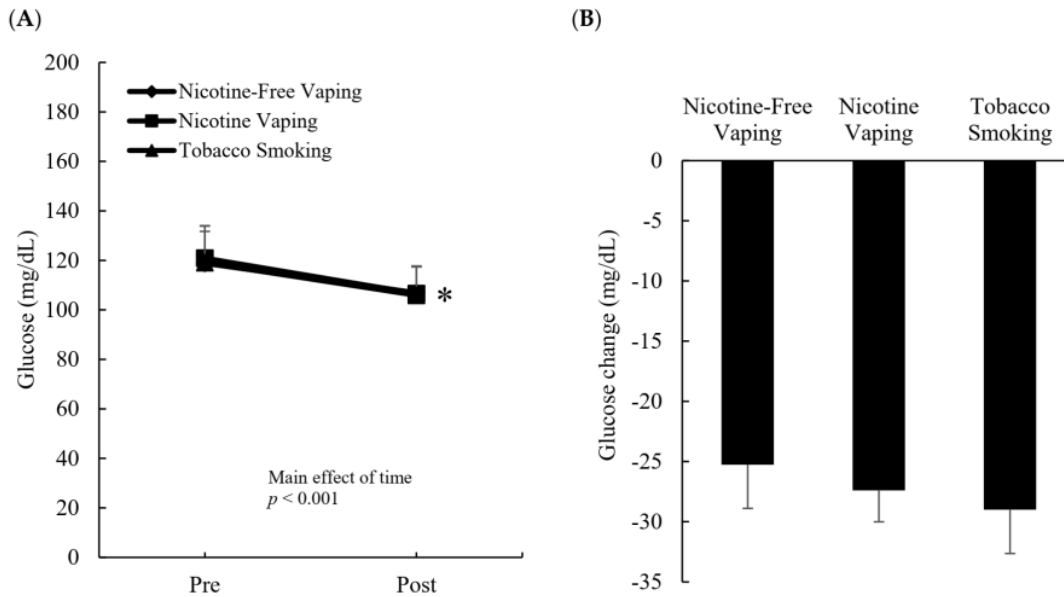 (A)
200
180
160
140
120
100
80
60
40
20
0
Glucose (mg/dL)
Nicotine-Free Vaping
Nicotine Vaping
Tobacco Smoking
*
Main effect of time
p < 0.001
Pre
Post
(B)
Nicotine-Free
Vaping
Nicotine
Vaping
Tobacco
Smoking
0
-5
-10
-15
-20
-25
-30
-35
Glucose change (mg/dL)